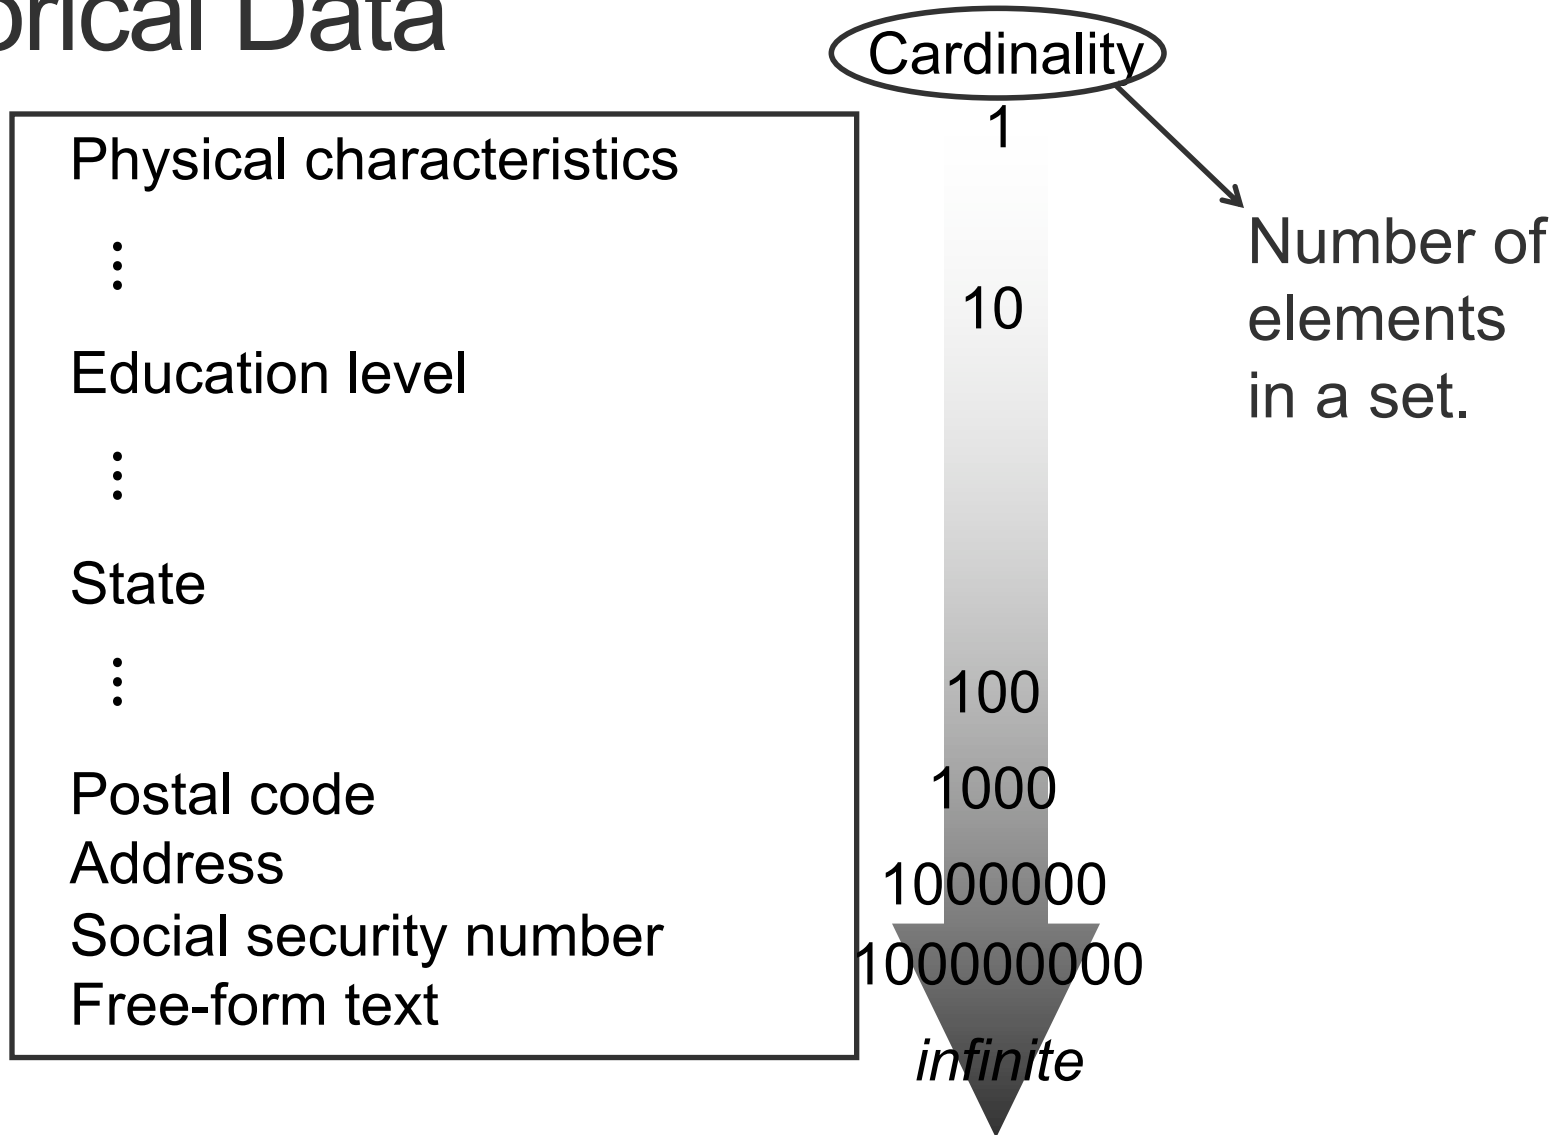 orical Data
Cardinality
1
Physical characteristics
⋮
10
Education level
⋮
State
⋮
100
Postal code
1000
Address
1000000
Social security number
100000000
Free-form text
infinite
Number of
elements
in a set.